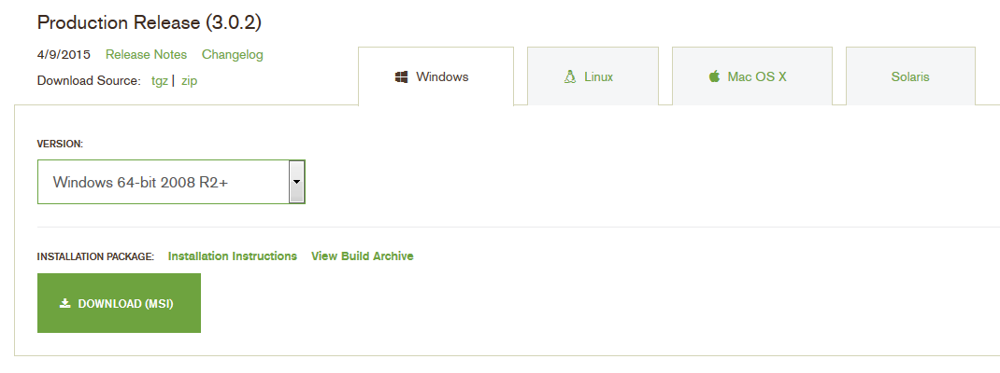 Production Release (3.0.2)
4/9/2015 Release Notes Changelog
Download Source: tgz | zip
Windows Linux Mac OS X Solaris
VERSION:
Windows 64-bit 2008 R2+
INSTALLATION PACKAGE: Installation Instructions View Build Archive
DOWNLOAD (MSI)